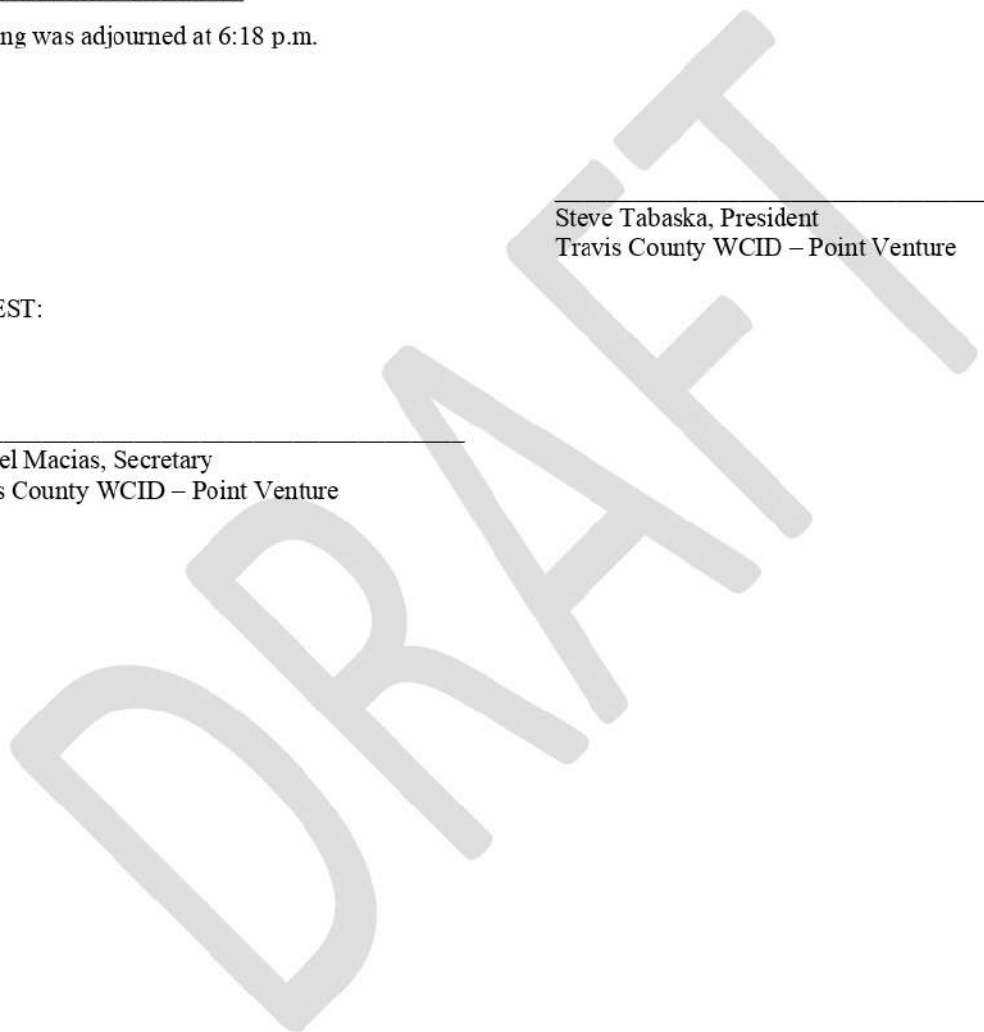 ng was adjourned at 6:18 p.m.
Steve Tabaska, President
Travis County WCID – Point Venture
EST:
el Macias, Secretary
s County WCID – Point Venture
DRAFT